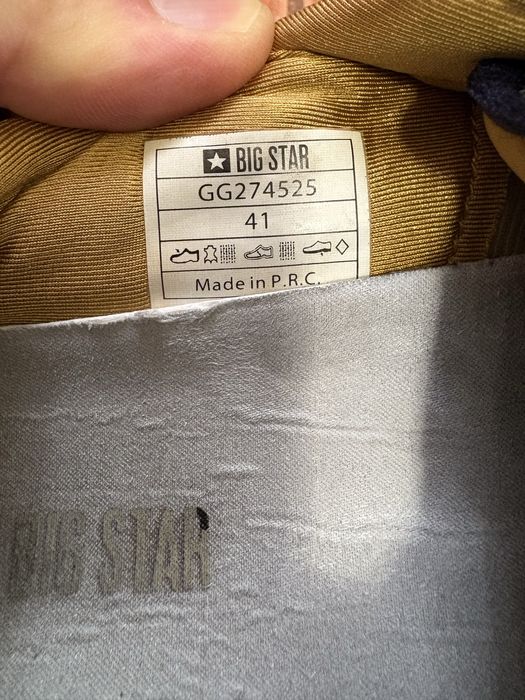 BIG STAR
GG274525
41
Made in P.R.C.
BIG STAR